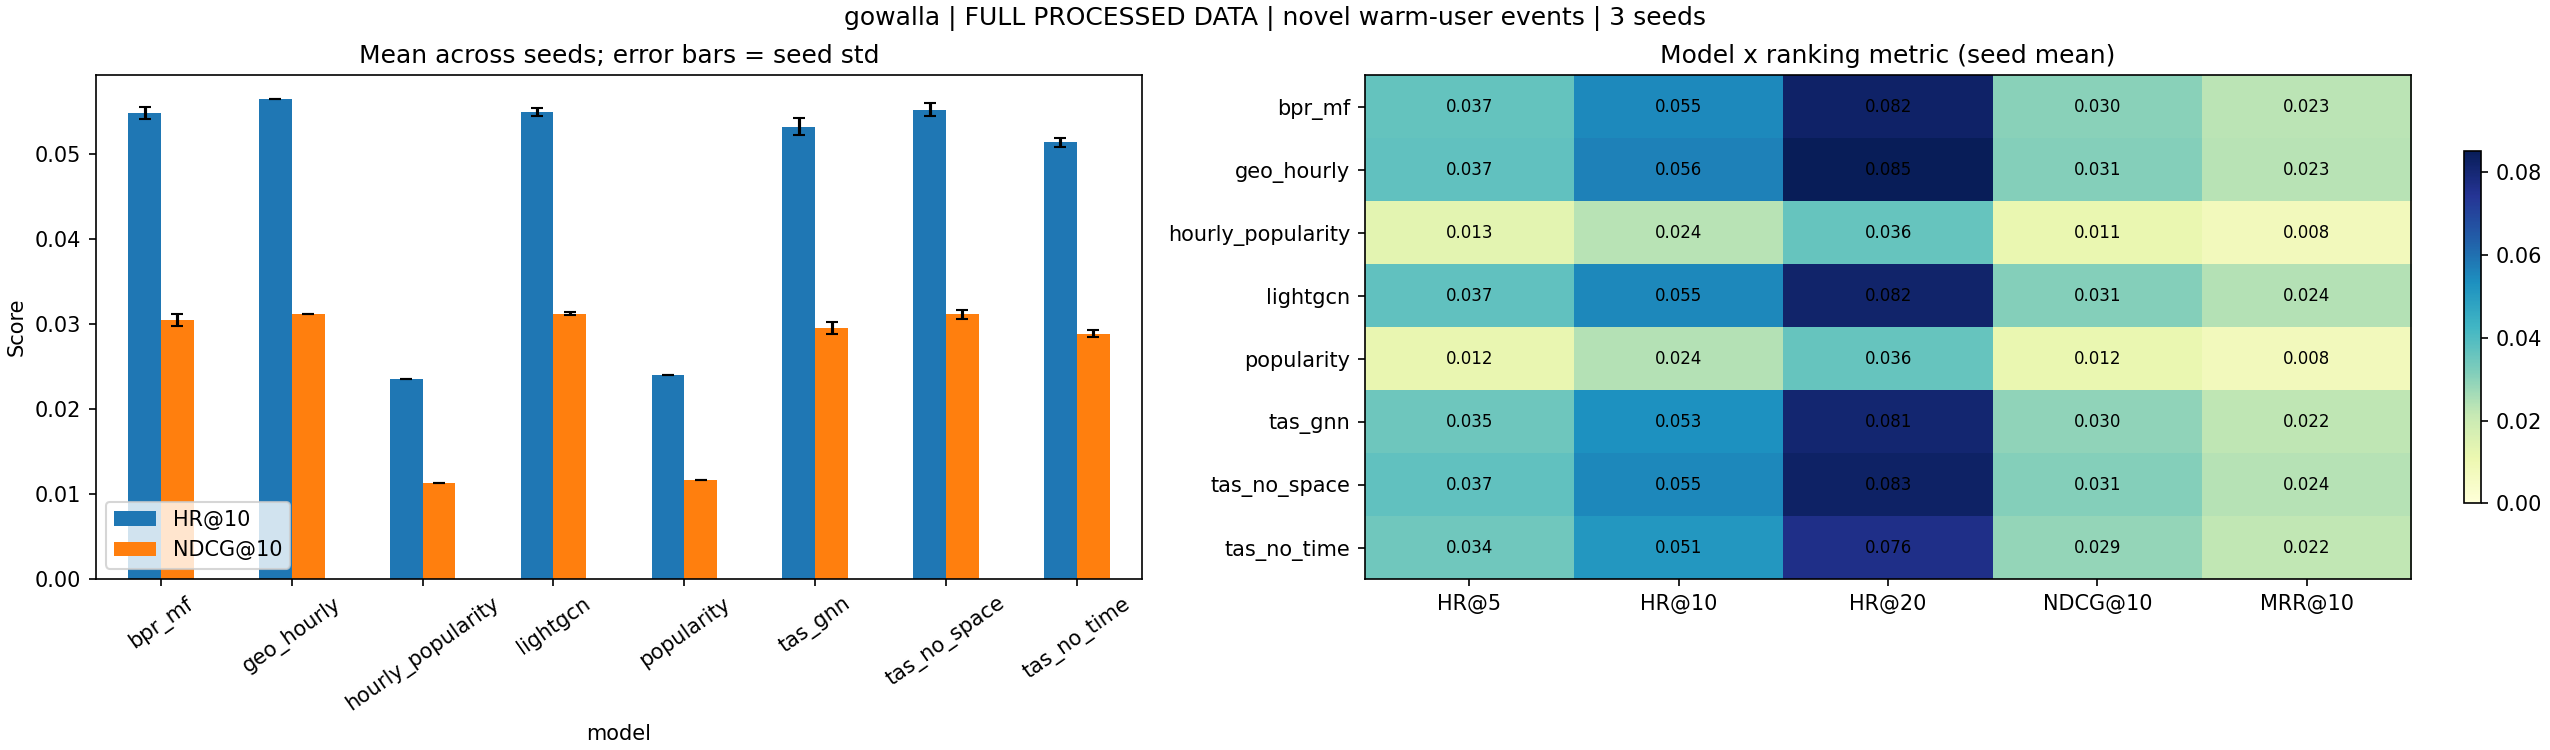 gowalla | FULL PROCESSED DATA | novel warm-user events | 3 seeds
Mean across seeds; error bars = seed std
Score
0.05
0.04
0.03
0.02
0.01
0.00
HR@10
NDCG@10
bpr_mf
geo_hourly
hourly_popularity
lightgcn
popularity
tas_gnn
tas_no_space
tas_no_time
model
Model x ranking metric (seed mean)
bpr_mf 0.037 0.055 0.082 0.030 0.023
geo_hourly 0.037 0.056 0.085 0.031 0.023
hourly_popularity 0.013 0.024 0.036 0.011 0.008
lightgcn 0.037 0.055 0.082 0.031 0.024
popularity 0.012 0.024 0.036 0.012 0.008
tas_gnn 0.035 0.053 0.081 0.030 0.022
tas_no_space 0.037 0.055 0.083 0.031 0.024
tas_no_time 0.034 0.051 0.076 0.029 0.022
HR@5 HR@10 HR@20 NDCG@10 MRR@10
0.08
0.06
0.04
0.02
0.00